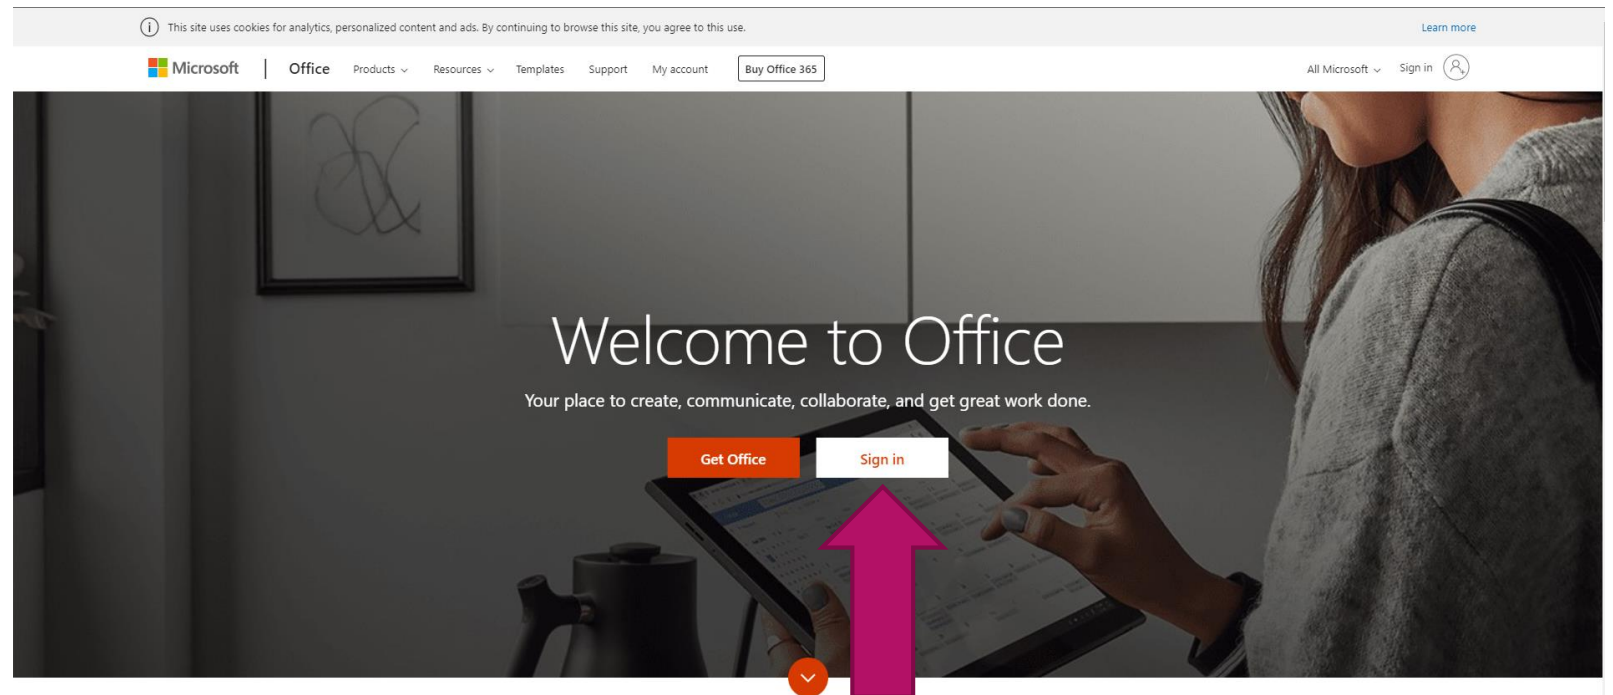 This site uses cookies for analytics, personalized content and ads. By continuing to browse this site, you agree to this use.
Learn more
Microsoft
Office
Products
Resources
Templates
Support
My account
Buy Office 365
All Microsoft
Sign in
Welcome to Office
Your place to create, communicate, collaborate, and get great work done.
Get Office
Sign in